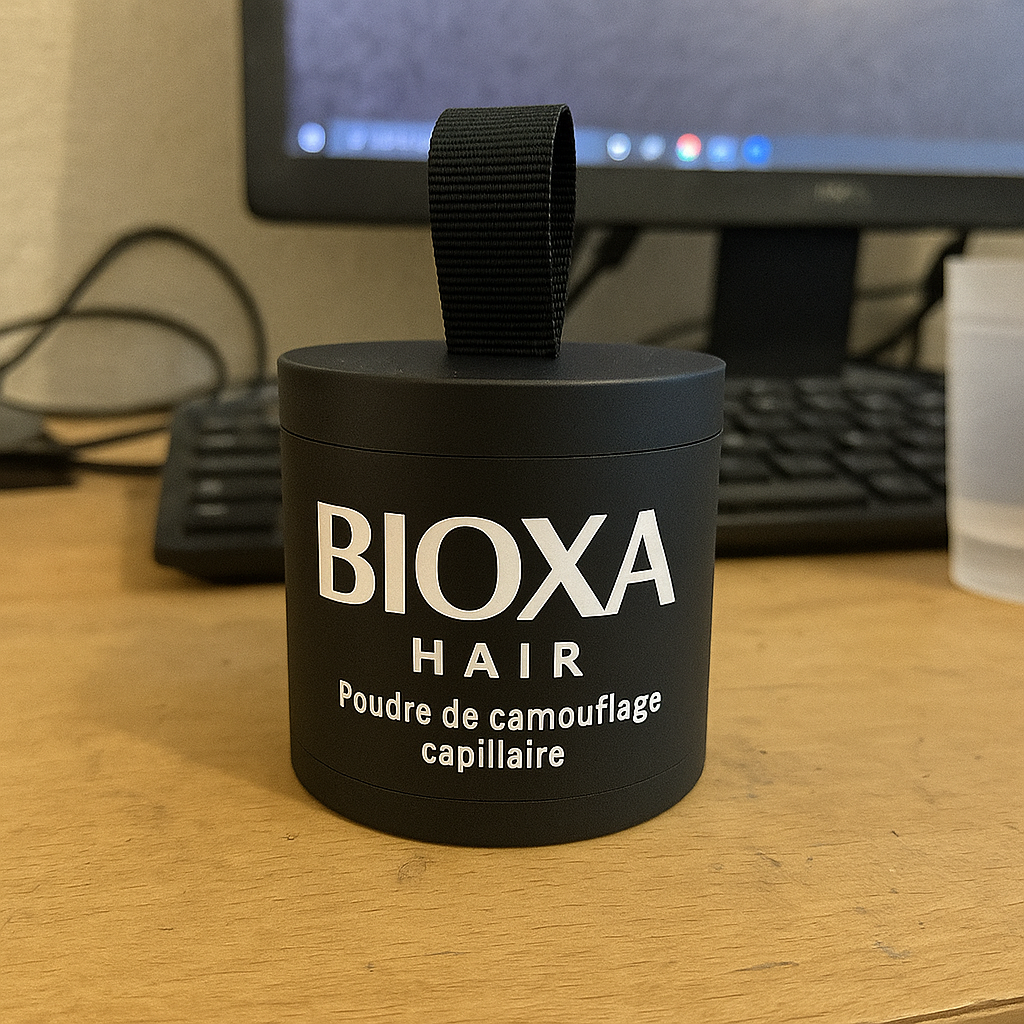 BIOXA
HAIR
Poudre de camouflage
capillaire